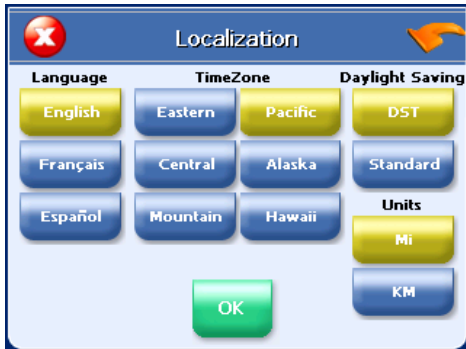 Localization
Language TimeZone Daylight Saving
English Eastern Pacific DST
Français Central Alaska Standard
Español Mountain Hawaii
Units
Mi
KM
OK